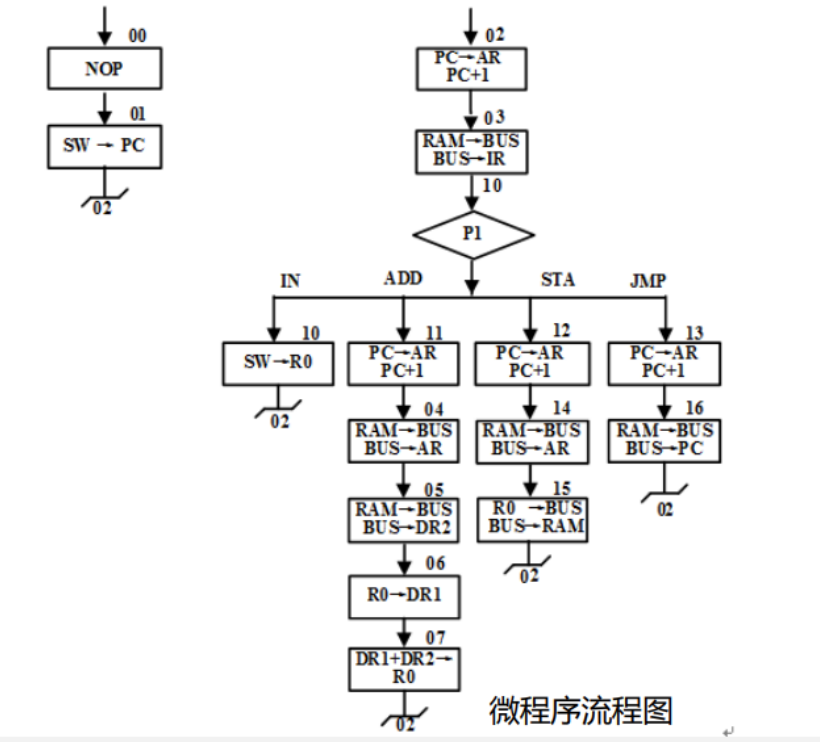 00
NOP
01
SW→PC
02
02
PC→AR
PC+1
03
RAM→BUS
BUS→IR
10
P1
IN
ADD
STA
JMP
10
SW→R0
02
11
PC→AR
PC+1
04
RAM→BUS
BUS→AR
05
RAM→BUS
BUS→DR2
06
R0→DR1
07
DR1+DR2→
R0
02
12
PC→AR
PC+1
14
RAM→BUS
BUS→AR
15
R0 →BUS
BUS→RAM
02
13
PC→AR
PC+1
16
RAM→BUS
BUS→PC
02
微程序流程图